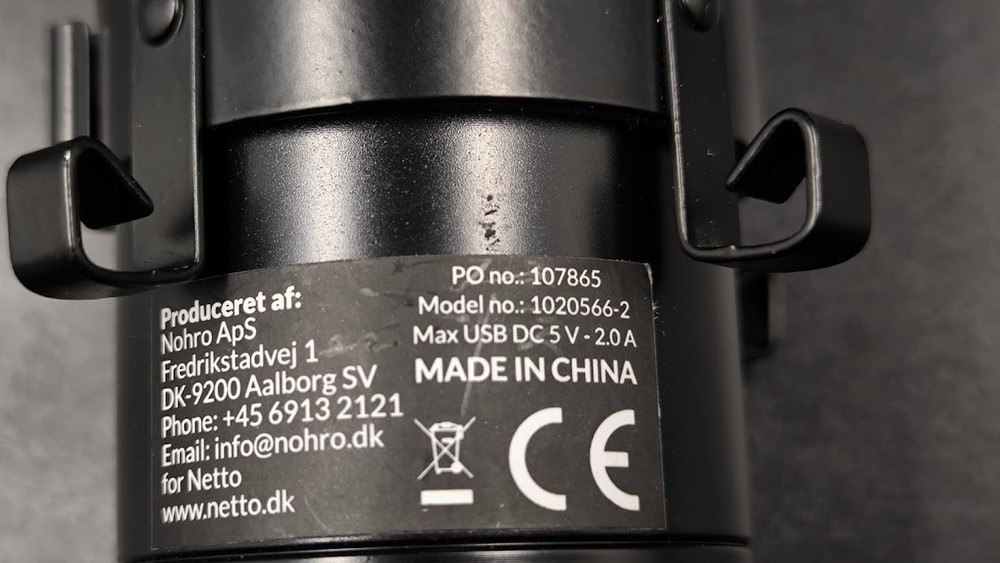 Produceret af:
Nohro ApS
Fredrikstadvej 1
DK-9200 Aalborg SV
Phone: +45 6913 2121
Email: info@nohro.dk
for Netto
www.netto.dk
PO no.: 107865
Model no.: 1020566-2
Max USB DC 5 V - 2.0 A
MADE IN CHINA
CE